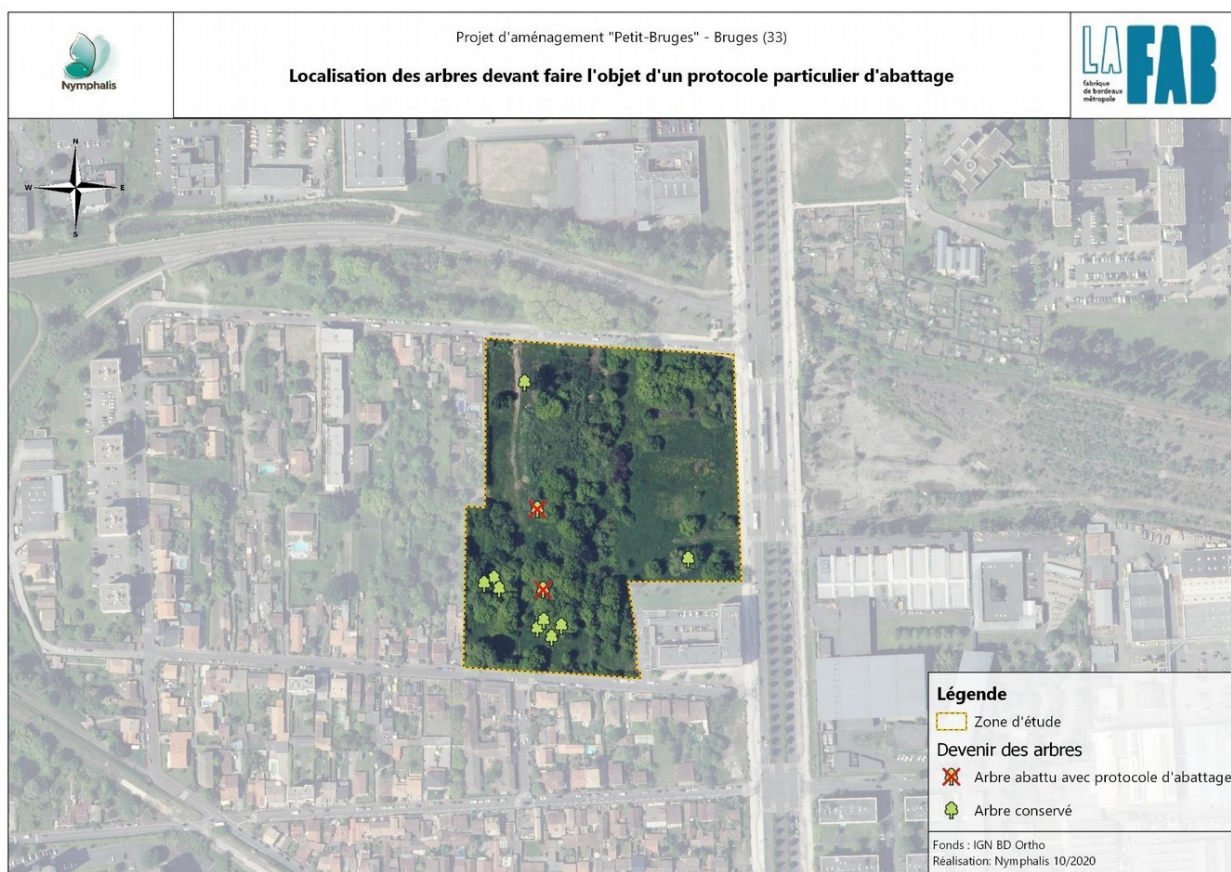 Nymphalis
Projet d'aménagement "Petit-Bruges" - Bruges (33)
Localisation des arbres devant faire l'objet d'un protocole particulier d'abattage
LA FAB
fabrique
de bordeaux
métropole
N
W E
S
Légende
Zone d'étude
Devenir des arbres
Arbre abattu avec protocole d'abattage
Arbre conservé
Fonds : IGN BD Ortho
Réalisation: Nymphalis 10/2020